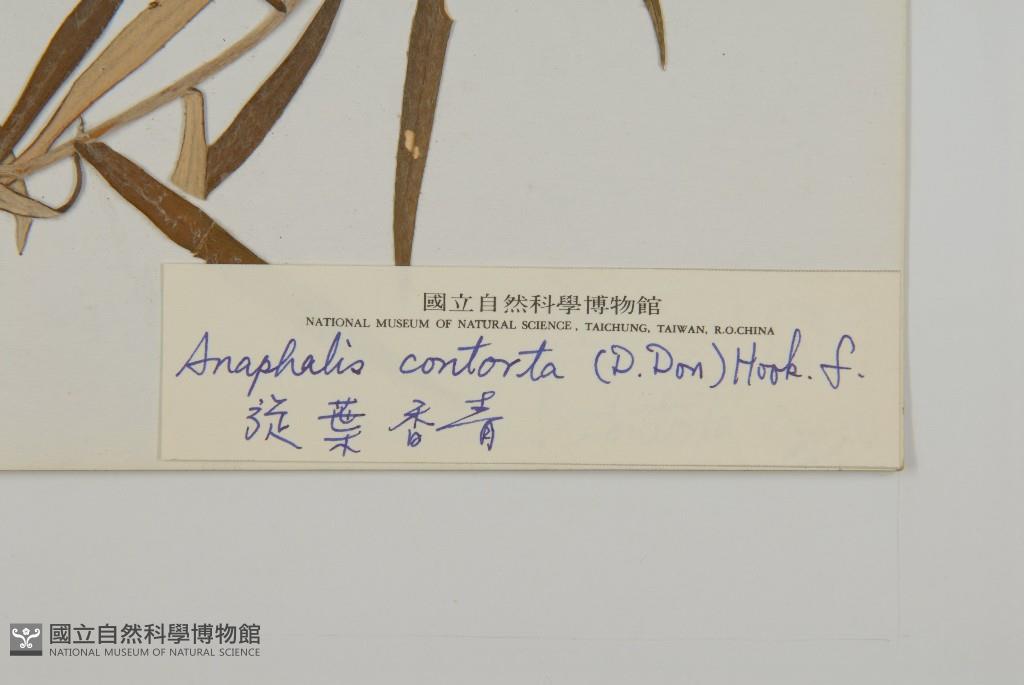 國立自然科學博物館
NATIONAL MUSEUM OF NATURAL SCIENCE, TAICHUNG, TAIWAN, R.O.CHINA
Anaphalis contorta (D. Don) Hook. f.
旋葉香青
國立自然科學博物館
NATIONAL MUSEUM OF NATURAL SCIENCE